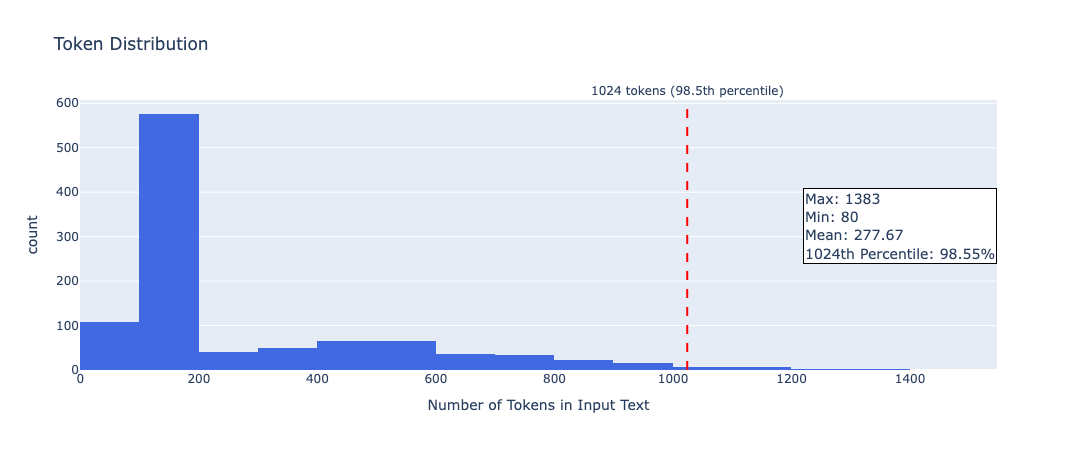 Token Distribution
1024 tokens (98.5th percentile)
600
500
400
300
200
100
0
count
Max: 1383
Min: 80
Mean: 277.67
1024th Percentile: 98.55%
0 200 400 600 800 1000 1200 1400
Number of Tokens in Input Text